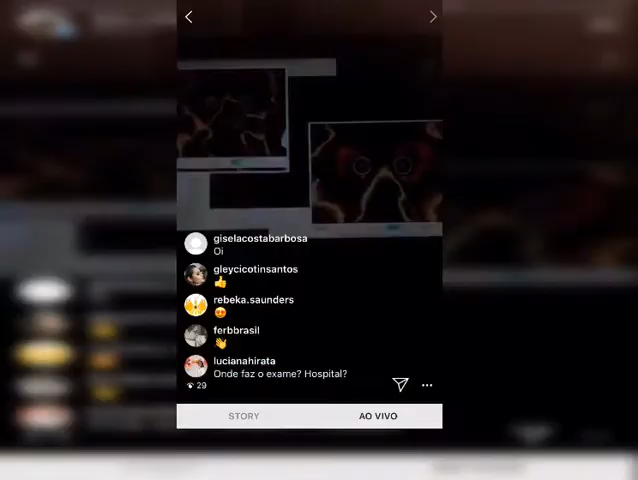 giselacostabarbosa
Oi
gleycicotinsantos
👍
rebeka.saunders
😍
ferbbrasil
👋
lucianahirata
Onde faz o exame? Hospital?
29
STORY
AO VIVO